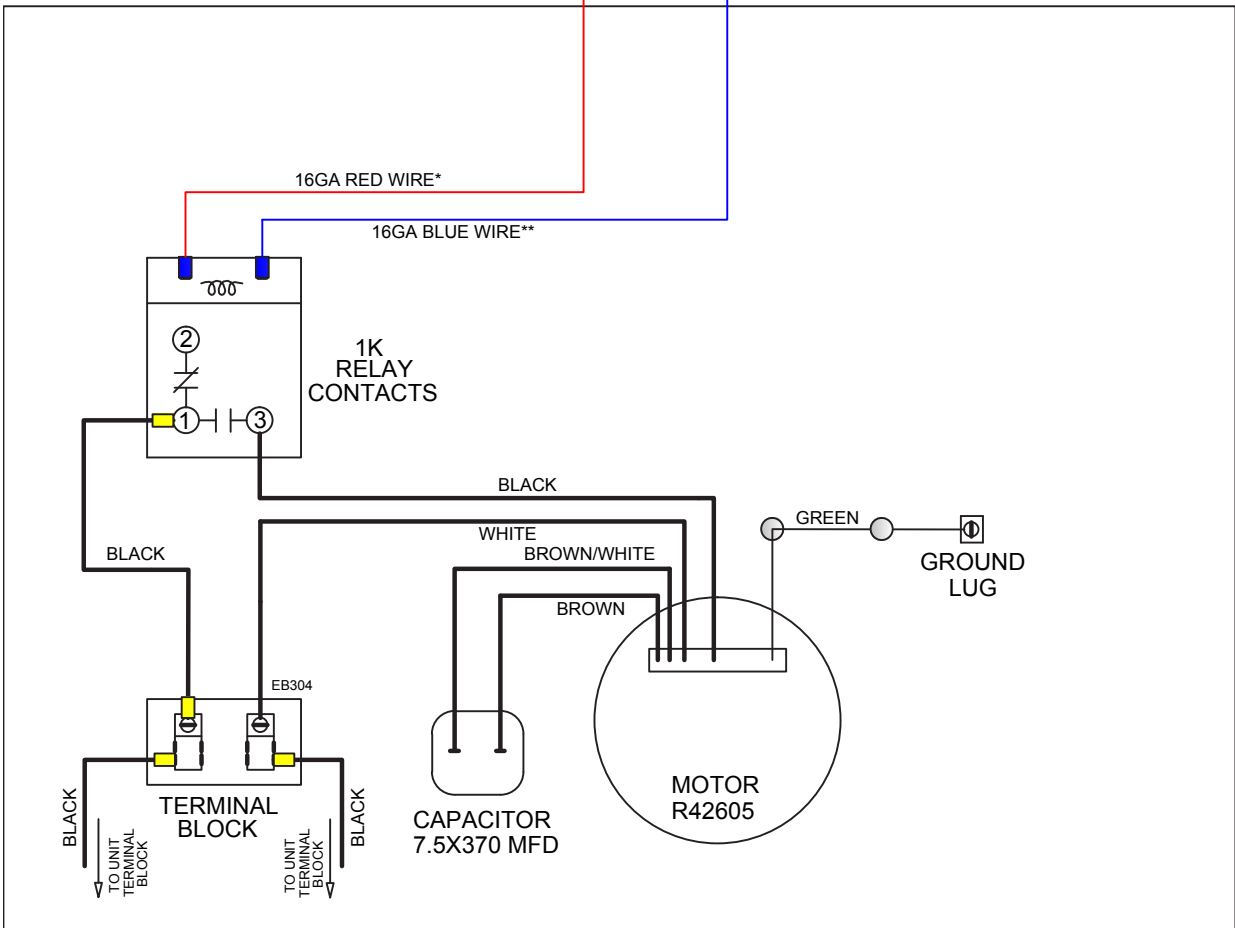 16GA RED WIRE*
16GA BLUE WIRE**
2
1K
RELAY
CONTACTS
1
3
BLACK
WHITE
GREEN
BLACK
BROWN/WHITE
BROWN
GROUND
LUG
EB304
TERMINAL
BLOCK
BLACK
TO UNIT
TERMINAL
BLOCK
BLACK
TO UNIT
TERMINAL
BLOCK
CAPACITOR
7.5X370 MFD
MOTOR
R42605